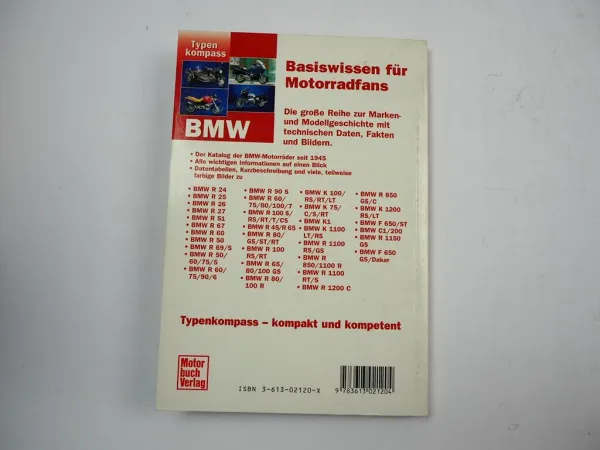 Typen
kompass
BMW
Basiswissen für
Motorradfans
Die große Reihe zur Marken-
und Modellgeschichte mit
technischen Daten, Fakten
und Bildern.
• Der Katalog der BMW-Motorräder seit 1945
• Alle wichtigen Informationen auf einen Blick
• Datentabellen, Kurzbeschreibung und viele, teilweise
farbige Bilder zu
• BMW R 24
• BMW R 25
• BMW R 26
• BMW R 27
• BMW R 51
• BMW R 67
• BMW R 60
• BMW R 50
• BMW R 69/S
• BMW R 50/
60/75/5
• BMW R 60/
75/90/6
• BMW R 90 S
• BMW R 60/
75/80/100/7
• BMW R 100 S/
RS/RT/T/CS
• BMW R 45/R 65
• BMW R 80/
GS/ST/RT
• BMW R 100
RS/RT
• BMW R 65/
80/100 GS
• BMW R 80/
100 R
• BMW K 100/
RS/RT/LT
• BMW K 75/
C/S/RT
• BMW K1
• BMW K 1100
LT/RS
• BMW R 1100
RS/GS
• BMW R
850/1100 R
• BMW R 1100
RT/S
• BMW R 1200 C
• BMW R 850
GS/C
• BMW K 1200
RS/LT
• BMW F 650/ST
• BMW C1/200
• BMW R 1150
GS
• BMW F 650
GS/Dakar
Typenkompass – kompakt und kompetent
Motor
buch
Verlag
ISBN 3-613-02120-X
9 783613 021204